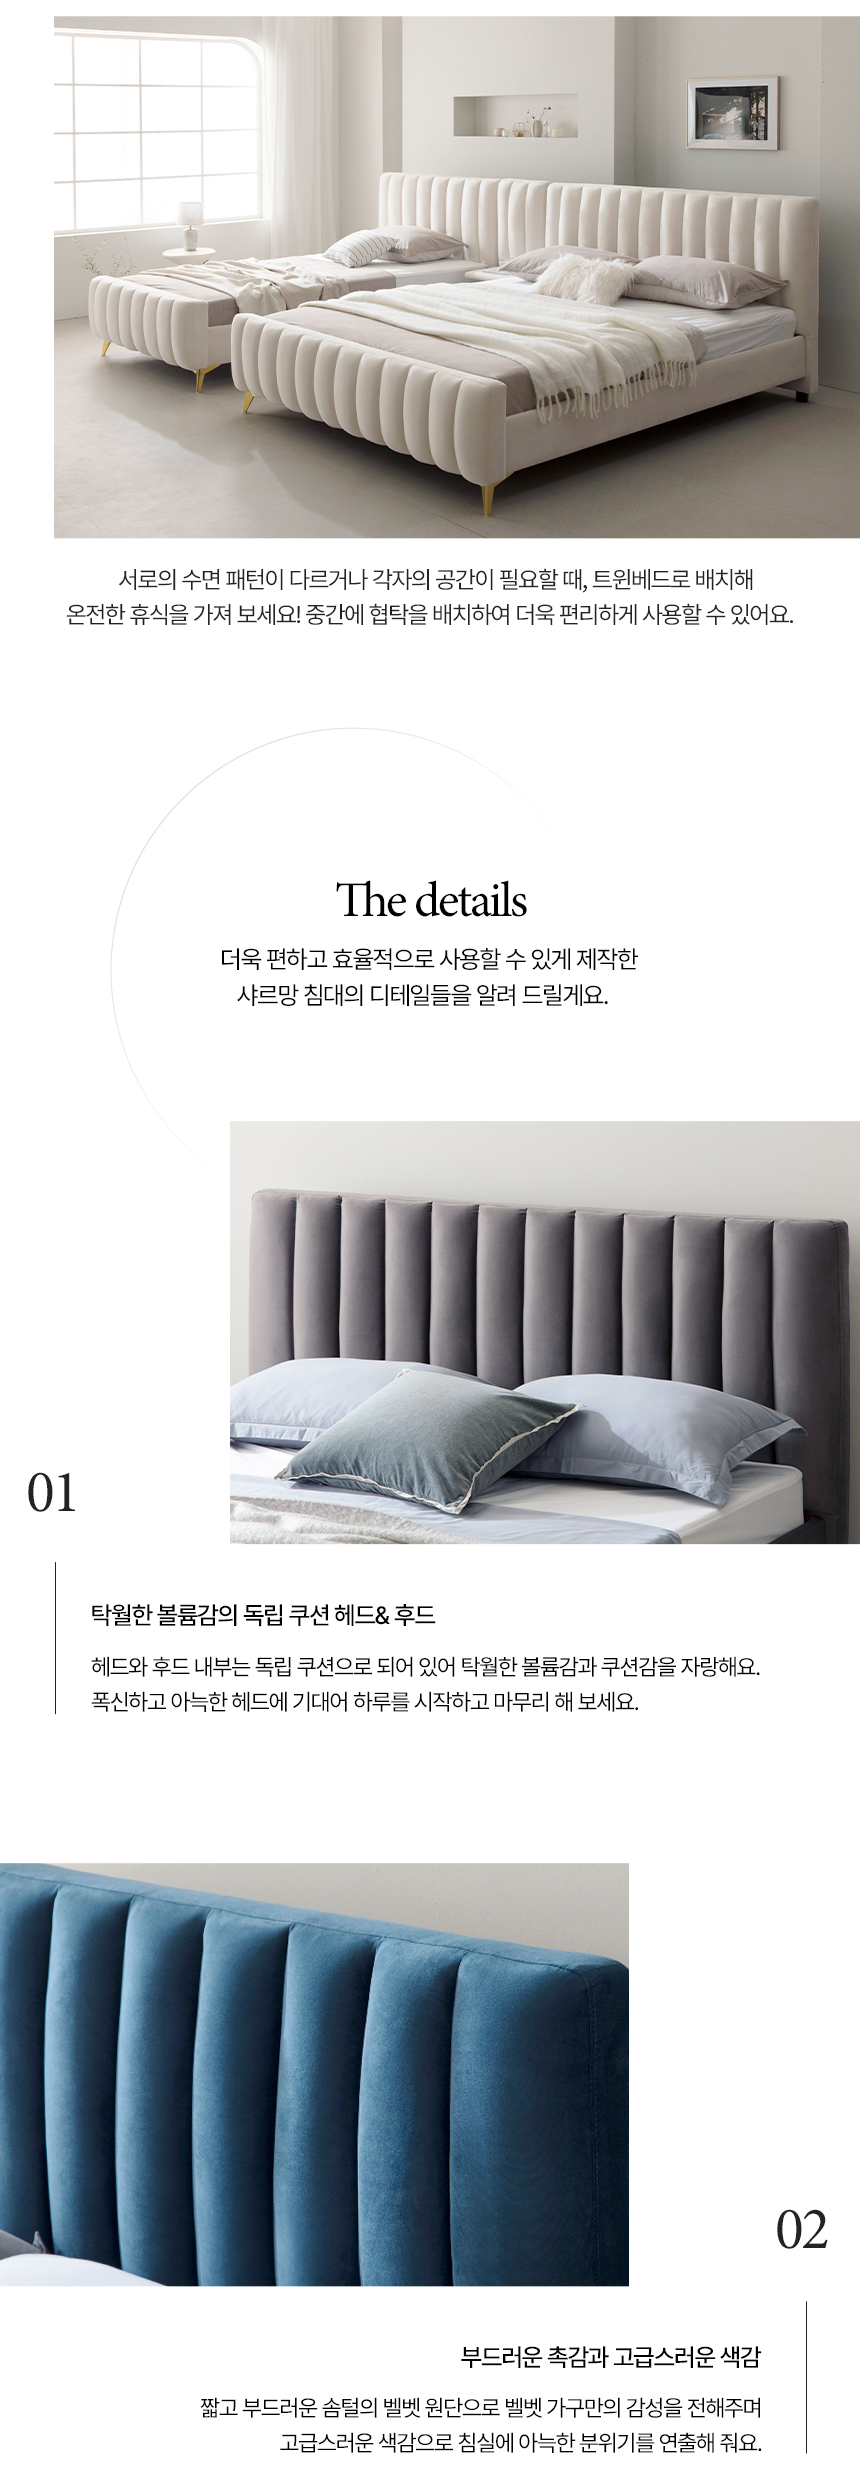 서로의 수면 패턴이 다르거나 각자의 공간이 필요할 때, 트윈베드로 배치해
온전한 휴식을 가져 보세요! 중간에 협탁을 배치하여 더욱 편리하게 사용할 수 있어요.
The details
더욱 편하고 효율적으로 사용할 수 있게 제작한
샤르망 침대의 디테일들을 알려 드릴게요.
01
탁월한 볼륨감의 독립 쿠션 헤드& 후드
헤드와 후드 내부는 독립 쿠션으로 되어 있어 탁월한 볼륨감과 쿠션감을 자랑해요.
폭신하고 아늑한 헤드에 기대어 하루를 시작하고 마무리 해 보세요.
02
부드러운 촉감과 고급스러운 색감
짧고 부드러운 솜털의 벨벳 원단으로 벨벳 가구만의 감성을 전해주며
고급스러운 색감으로 침실에 아늑한 분위기를 연출해 줘요.